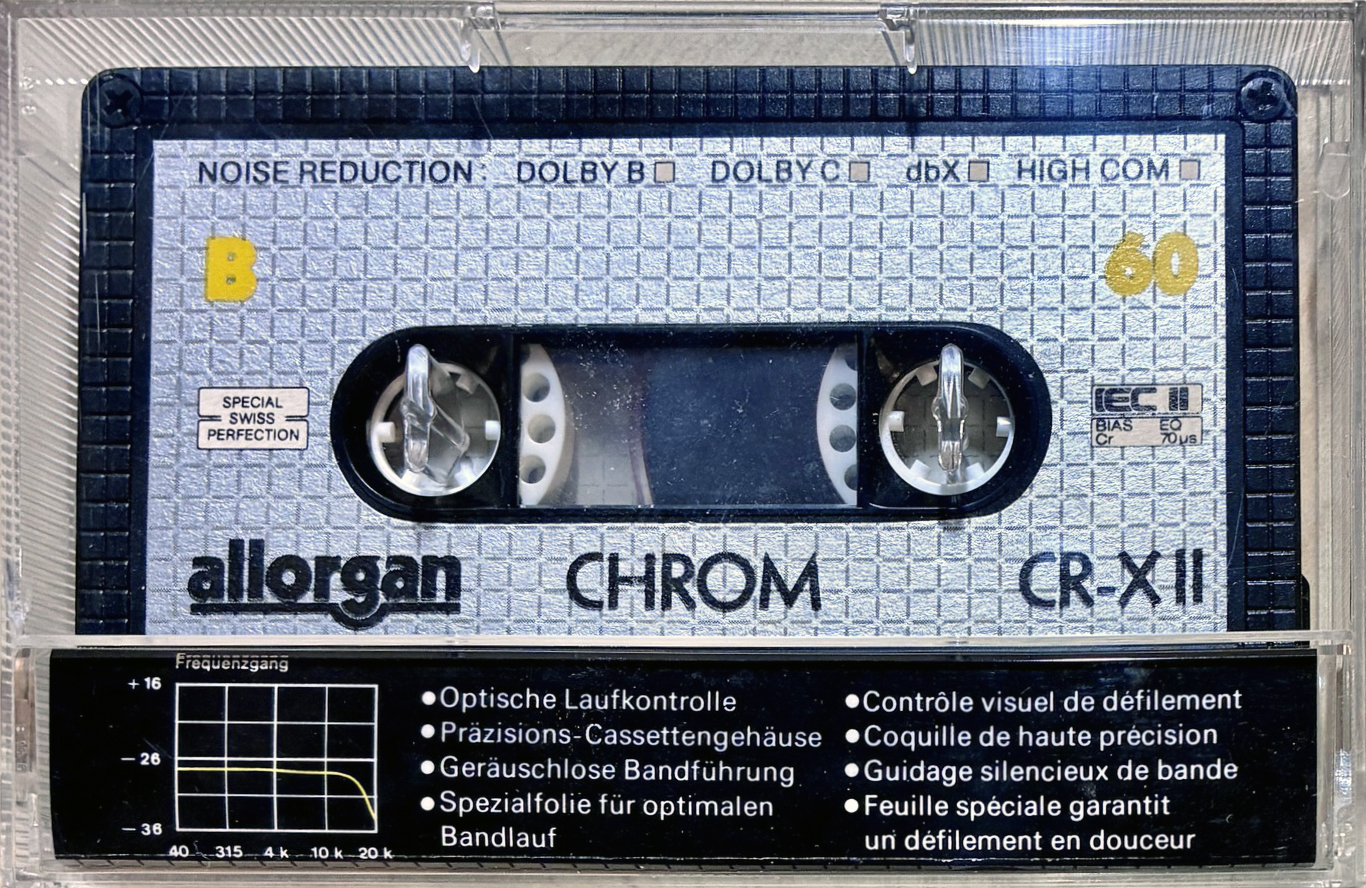 NOISE REDUCTION: DOLBY B DOLBY C dbX HIGH COM
B
60
SPECIAL
SWISS
PERFECTION
IEC II
BIAS EQ
Cr 70 µs
allorgan CHROM CR-X II
Frequenzgang
+ 16
− 26
− 36
40 315 4 k 10 k 20 k
●Optische Laufkontrolle
●Präzisions-Cassettengehäuse
●Geräuschlose Bandführung
●Spezialfolie für optimalen
Bandlauf
●Contrôle visuel de défilement
●Coquille de haute précision
●Guidage silencieux de bande
●Feuille spéciale garantit
un défilement en douceur